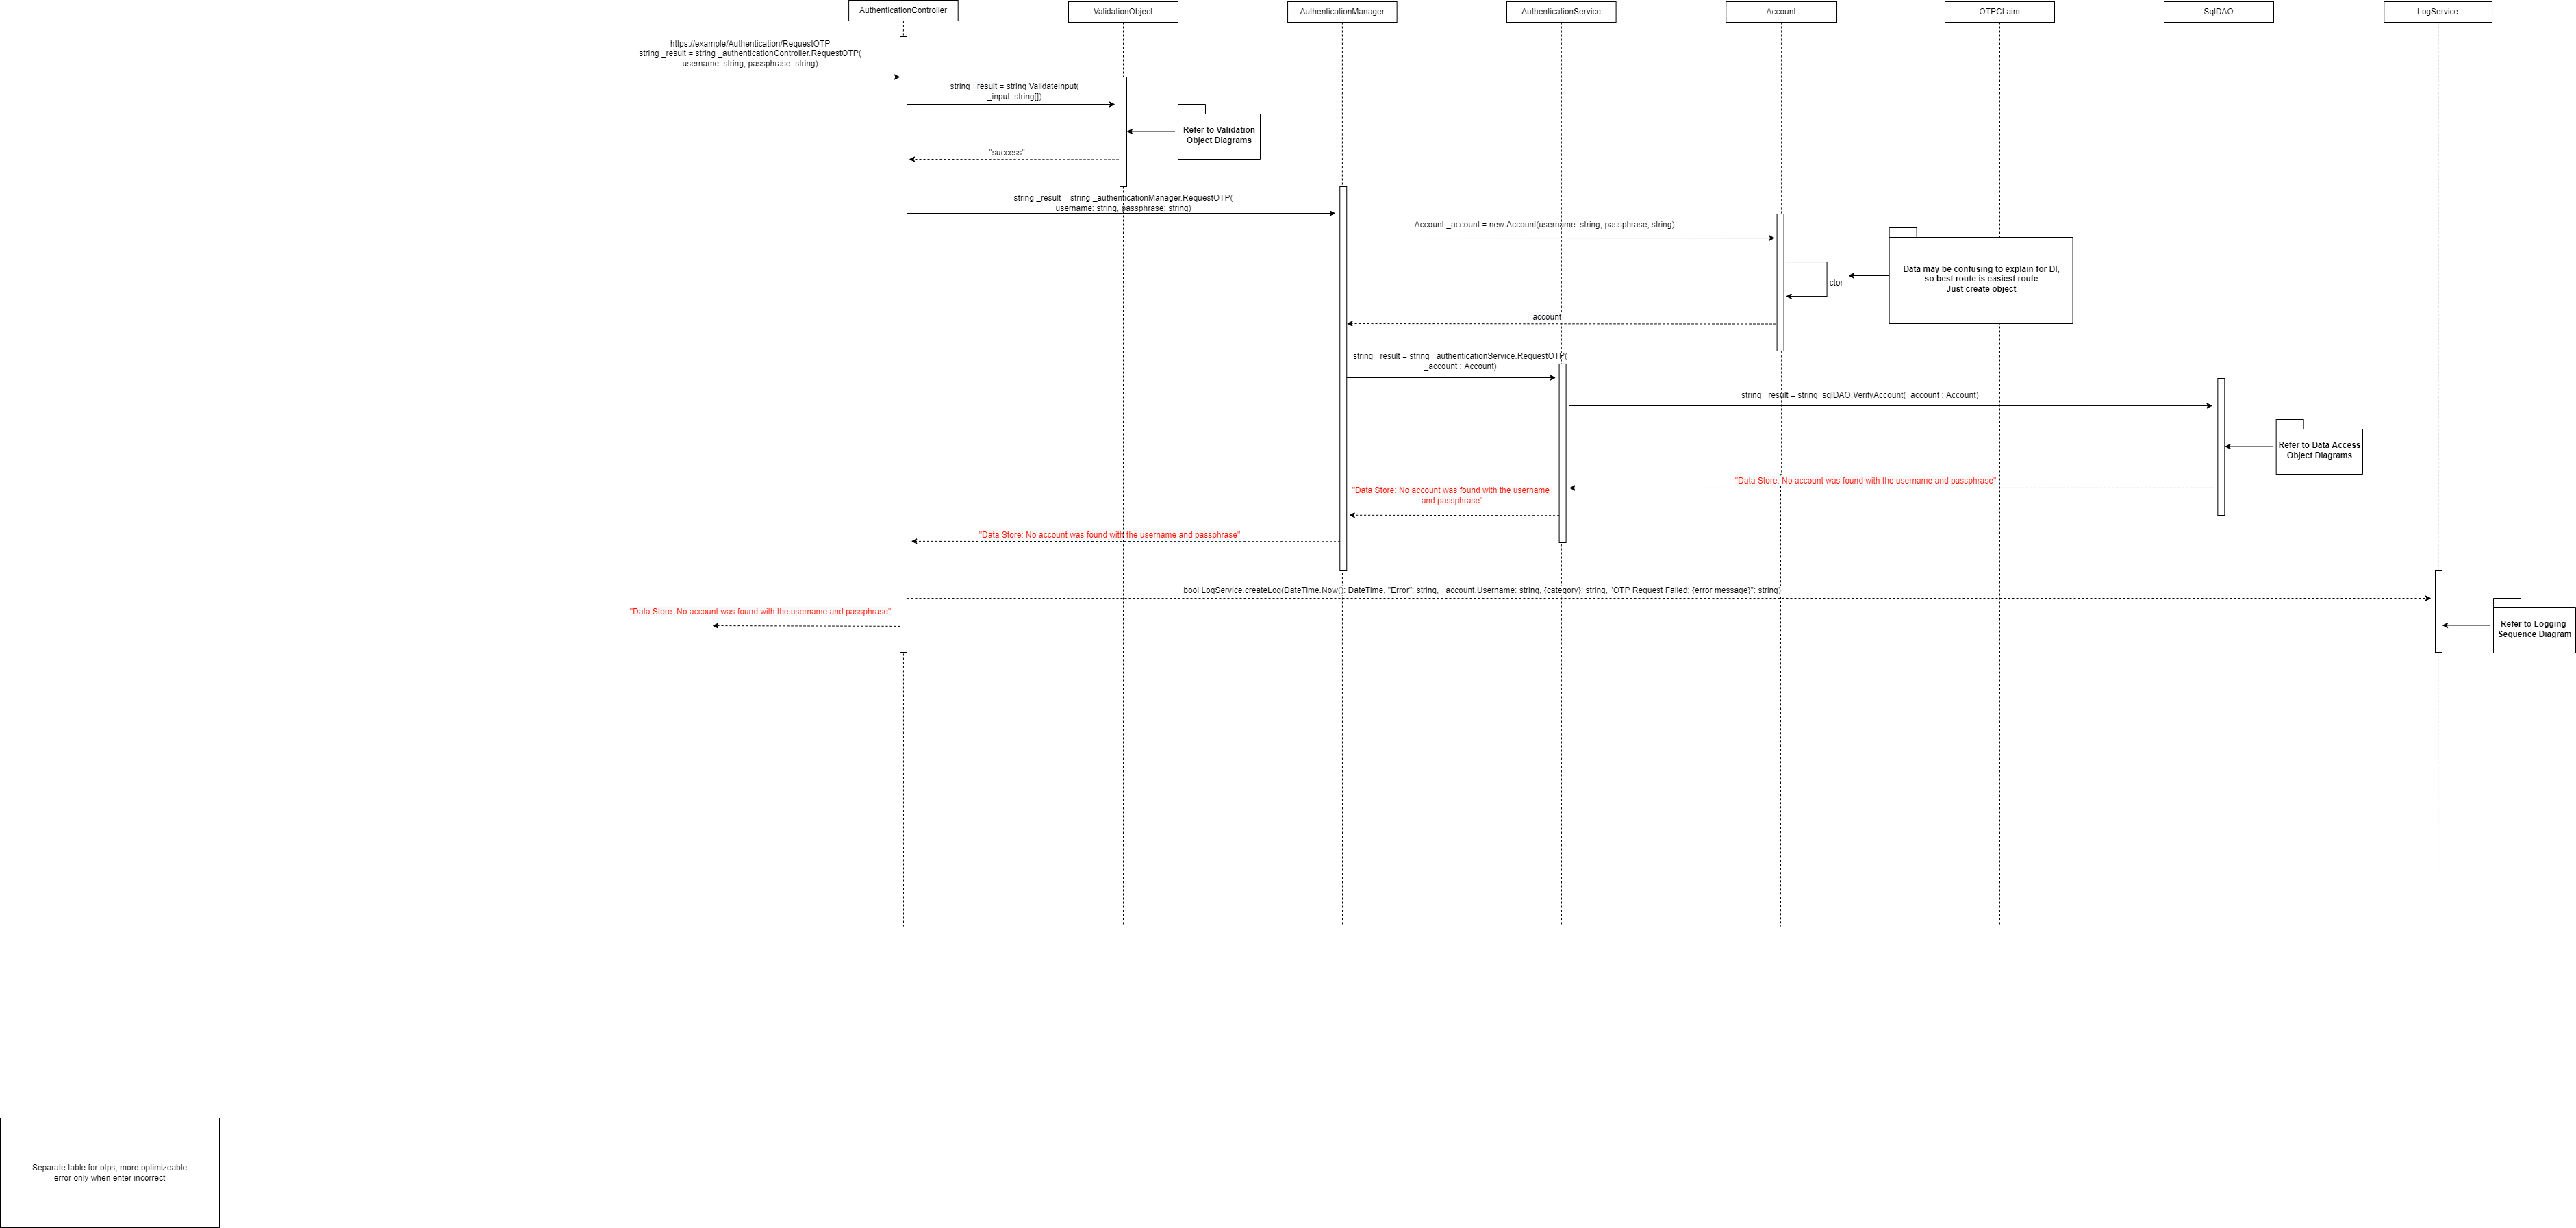 AuthenticationController
ValidationObject
AuthenticationManager
AuthenticationService
Account
OTPCLaim
SqlDAO
LogService
https://example/Authentication/RequestOTP
string _result = string _authenticationController.RequestOTP(
username: string, passphase: string)
string _result = string ValidateInput(
_input: string[])
Refer to Validation
Object Diagrams
"success"
string _result = string _authenticationManager.RequestOTP(
username: string, passphrase: string)
Account _account = new Account(username: string, passphrase, string)
Data may be confusing to explain for DI,
so best route is easiest route
Just create object
ctor
_account
string _result = string _authenticationService.RequestOTP(
_account : Account)
string _result = string_sqlDAO.VerifyAccount(_account : Account)
Refer to Data Access
Object Diagrams
"Data Store: No account was found with the username and passphrase"
"Data Store: No account was found with the username
and passphrase"
"Data Store: No account was found with the username and passphrase"
bool LogService.createLog(DateTime.Now(): DateTime, "Error": string, _account.Username: string, {category}: string, "OTP Request Failed: {error message}": string)
"Data Store: No account was found with the username and passphrase"
Refer to Logging
Sequence Diagram
Separate table for otps, more optimizeable
error only when enter incorrect